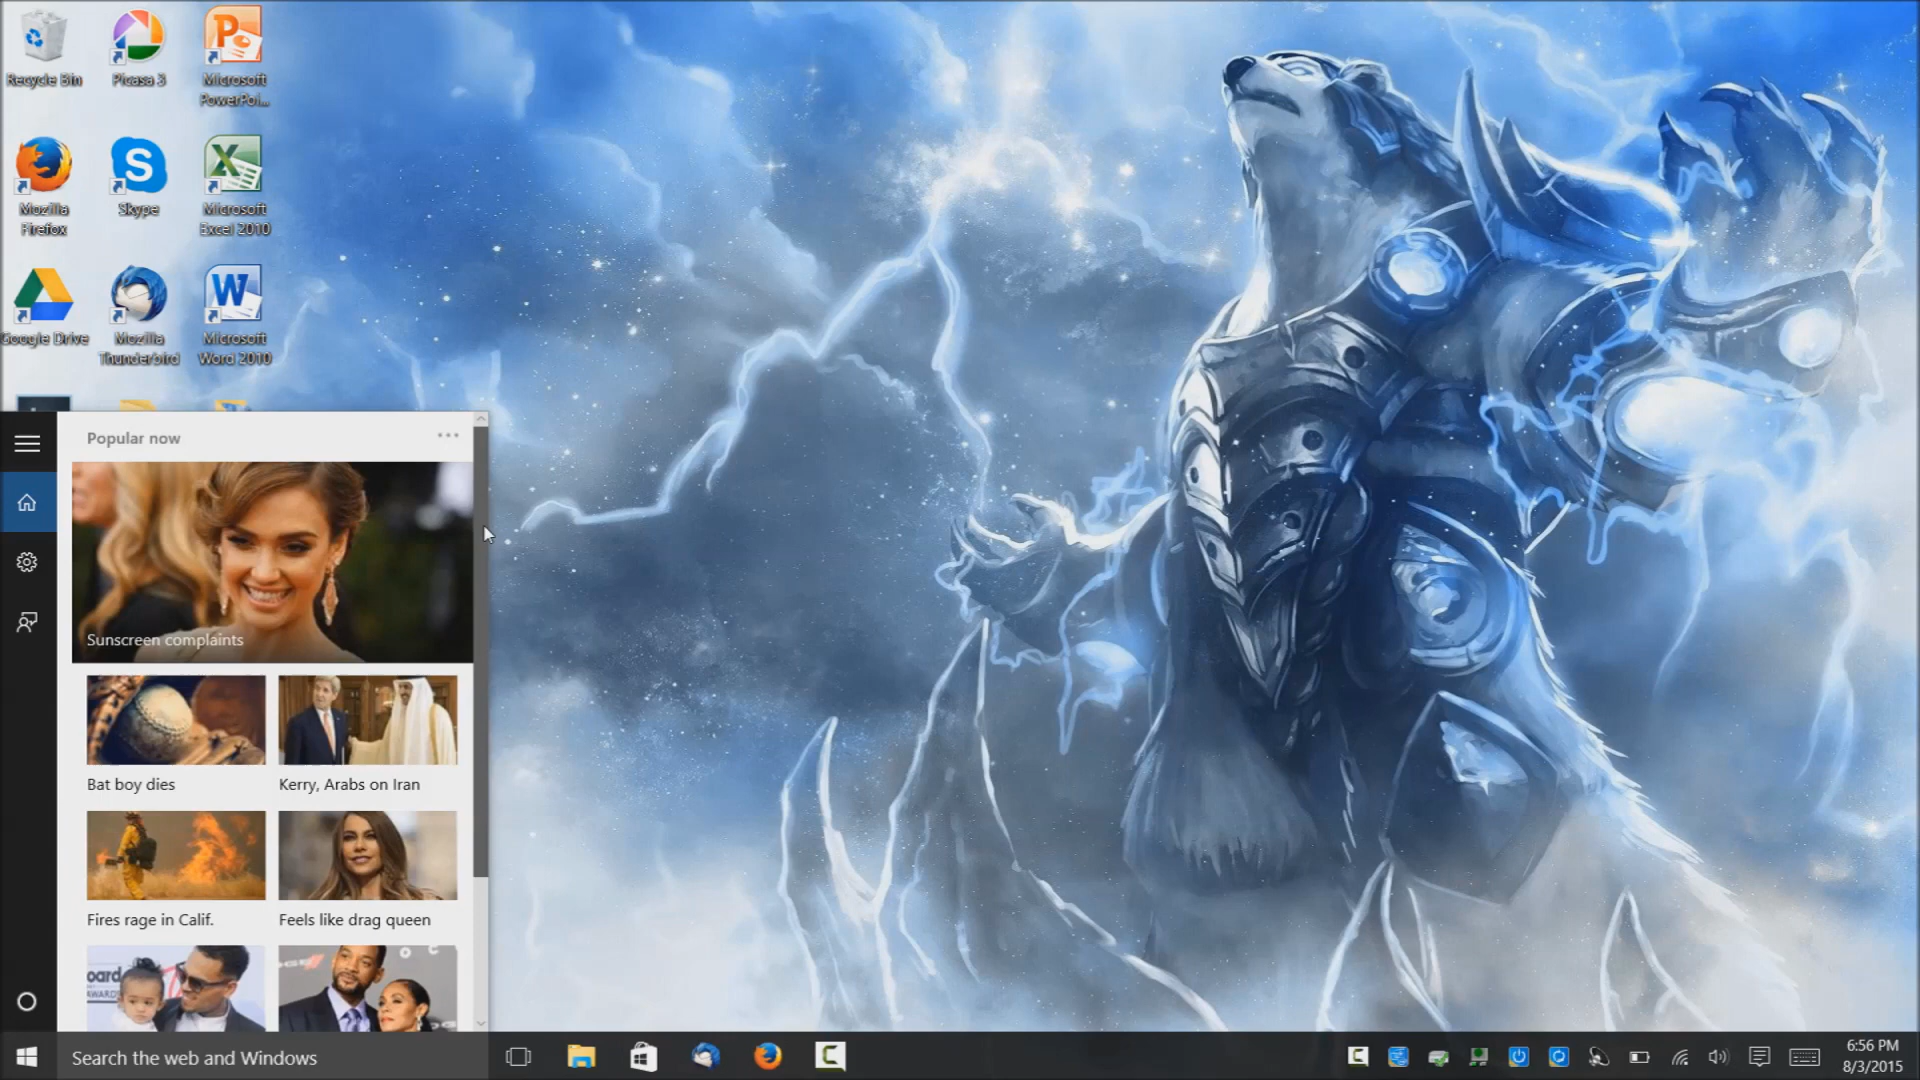 Recycle Bin
Picasa 3
Microsoft
PowerPoi...
Mozilla
Firefox
Skype
Microsoft
Excel 2010
Google Drive
Mozilla
Thunderbird
Microsoft
Word 2010
Popular now
Sunscreen complaints
Bat boy dies
Kerry, Arabs on Iran
Fires rage in Calif.
Feels like drag queen
Search the web and Windows
6:56 PM
8/3/2015